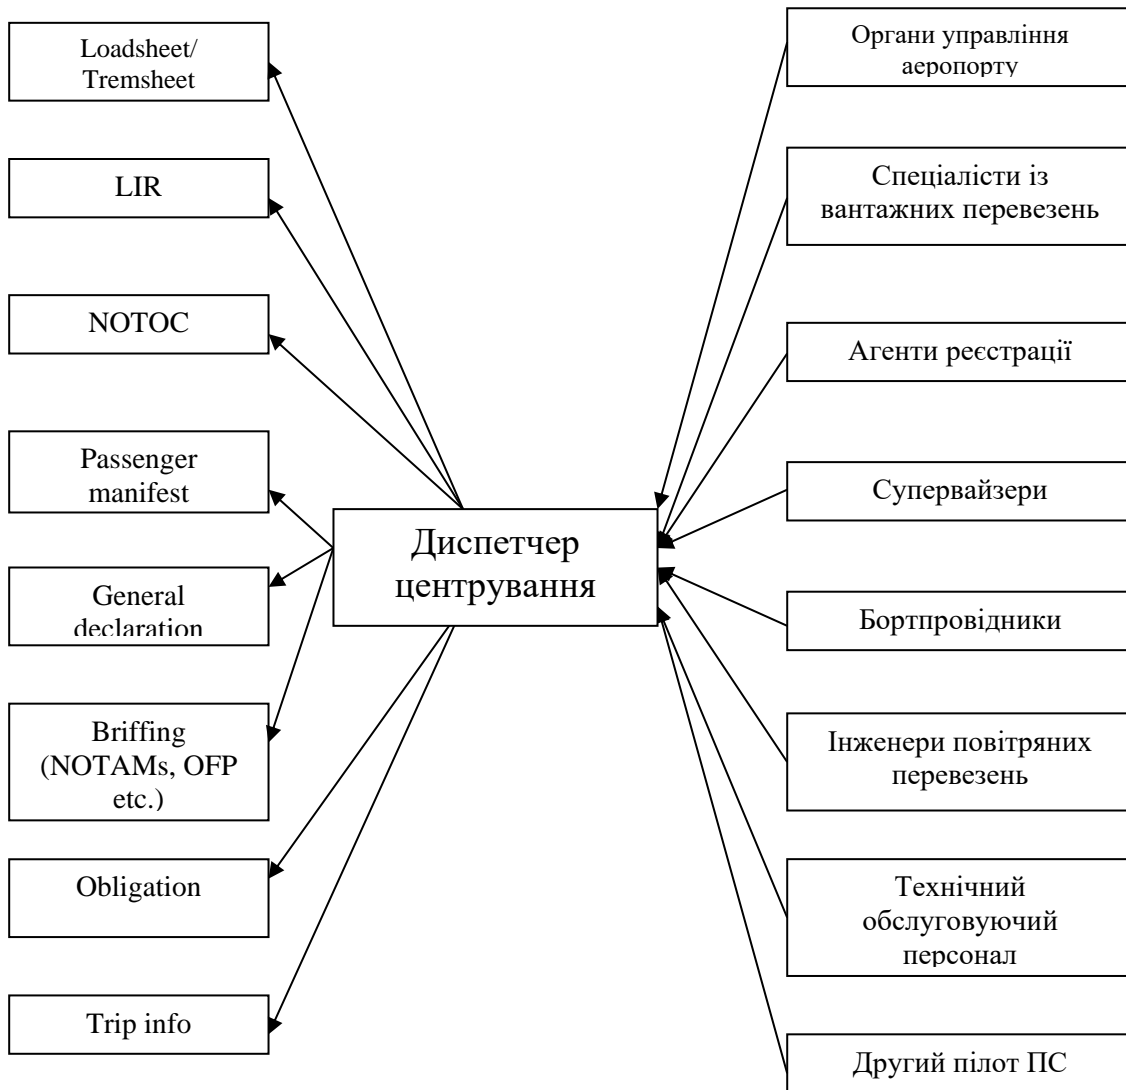 Loadsheet/
Tremsheet
LIR
NOTOC
Passenger
manifest
General
declaration
Briffing
(NOTAMs, OFP
etc.)
Obligation
Trip info
Диспетчер
центрування
Органи управління
аеропорту
Спеціалісти із
вантажних перевезень
Агенти реєстрації
Супервайзери
Бортпровідники
Інженери повітряних
перевезень
Технічний
обслуговуючий
персонал
Другий пілот ПС